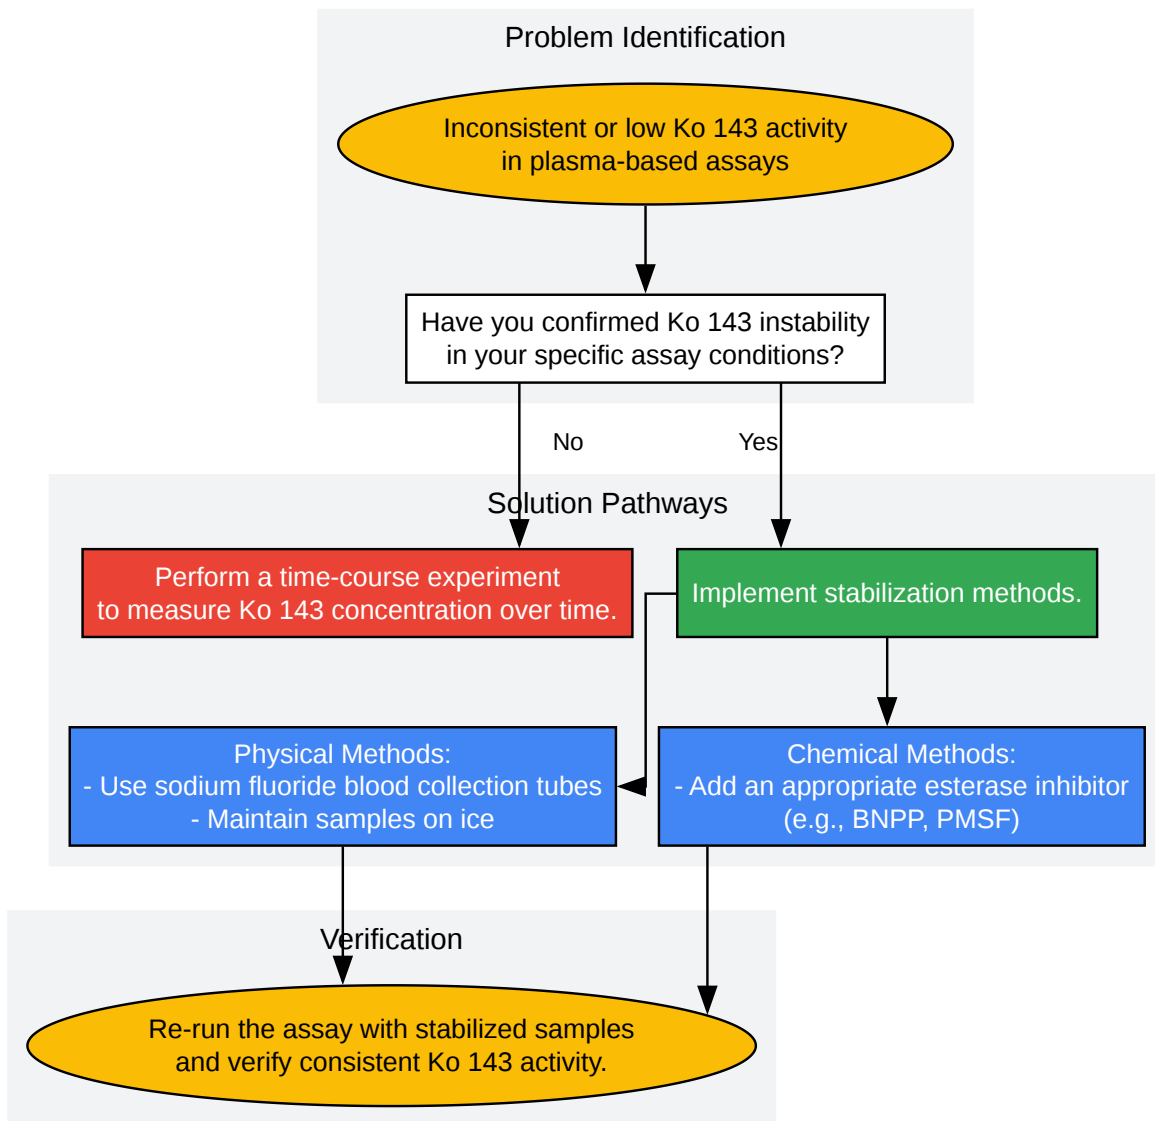 Problem Identification
Inconsistent or low Ko 143 activity
in plasma-based assays
Have you confirmed Ko 143 instability
in your specific assay conditions?
No
Yes
Solution Pathways
Perform a time-course experiment
to measure Ko 143 concentration over time.
Implement stabilization methods.
Physical Methods:
- Use sodium fluoride blood collection tubes
- Maintain samples on ice
Chemical Methods:
- Add an appropriate esterase inhibitor
(e.g., BNPP, PMSF)
Verification
Re-run the assay with stabilized samples
and verify consistent Ko 143 activity.